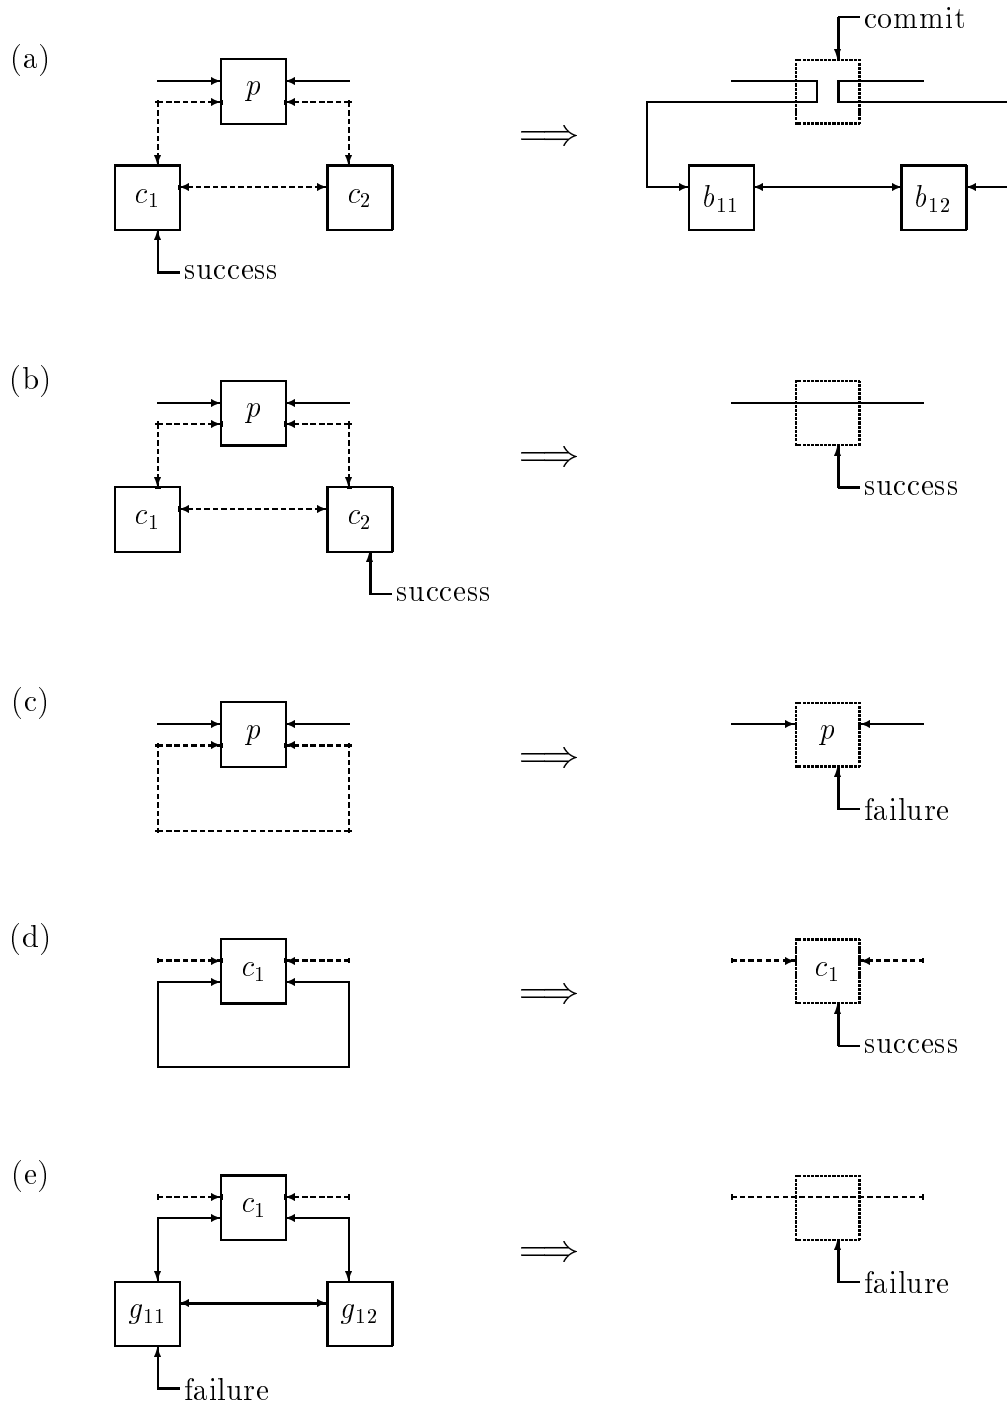 commit
(a)
p
⟹
c₁ c₂ b₁₁ b₁₂
success
(b)
p
⟹
success
c₁ c₂
success
(c)
p p
⟹
failure
(d)
c₁ c₁
⟹
success
(e)
c₁
⟹
failure
g₁₁ g₁₂
failure